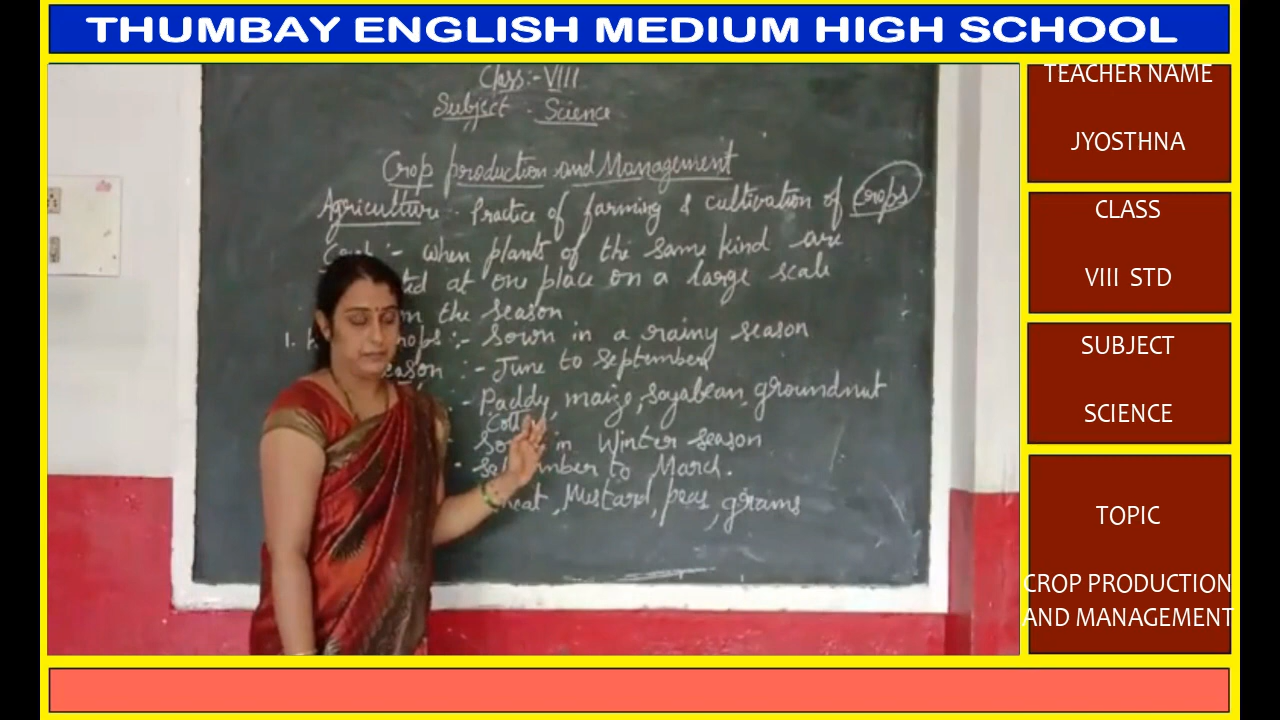 THUMBAY ENGLISH MEDIUM HIGH SCHOOL
Class:- VIII
Subject - Science
Crop production and Management
Agriculture - Practice of farming & cultivation of crops
:- when plants of the same kind are
at one place on a large scale
the season
1. :- Sown in a rainy season
:- June to September
- Paddy, maize, Soyabean, groundnut
in Winter season
to March.
Mustard, peas, grams
TEACHER NAME
JYOSTHNA
CLASS
VIII STD
SUBJECT
SCIENCE
TOPIC
CROP PRODUCTION
AND MANAGEMENT